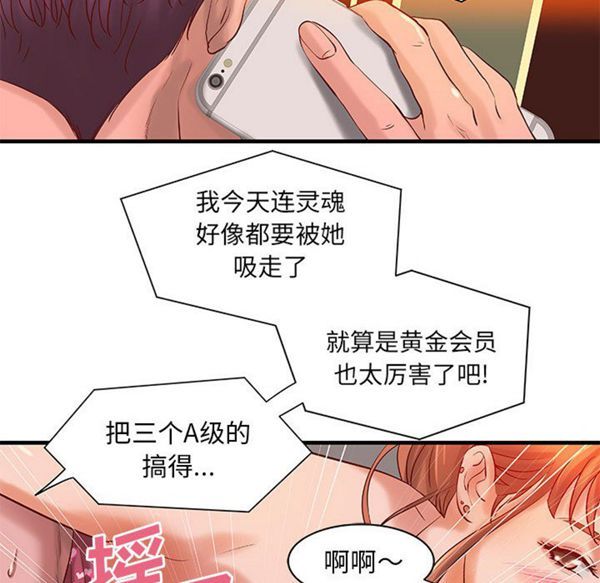 我今天连灵魂
好像都要被她
吸走了
就算是黄金会员
也太厉害了吧!
把三个A级的
搞得...
摇
啊啊~